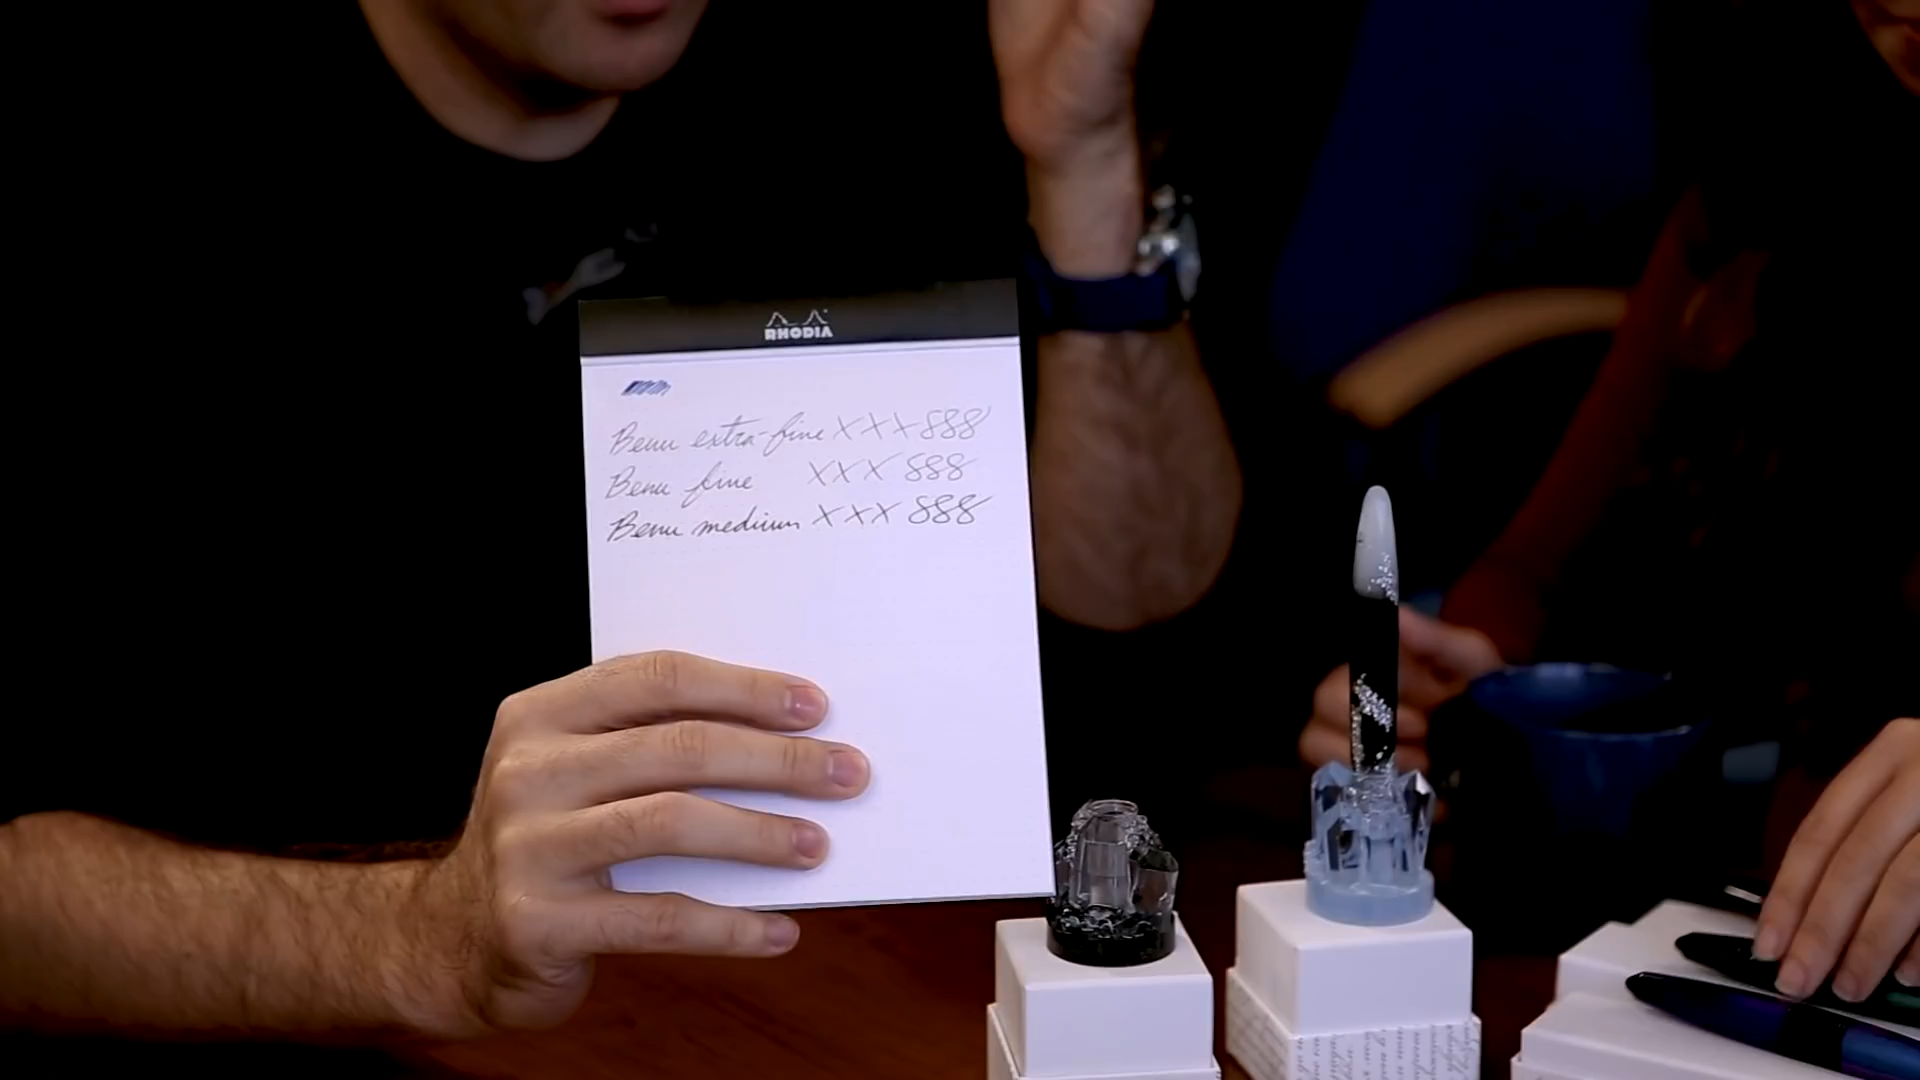 RHODIA
Benu extra-fine XXX 888
Benu fine XXX 888
Benu medium XXX 888